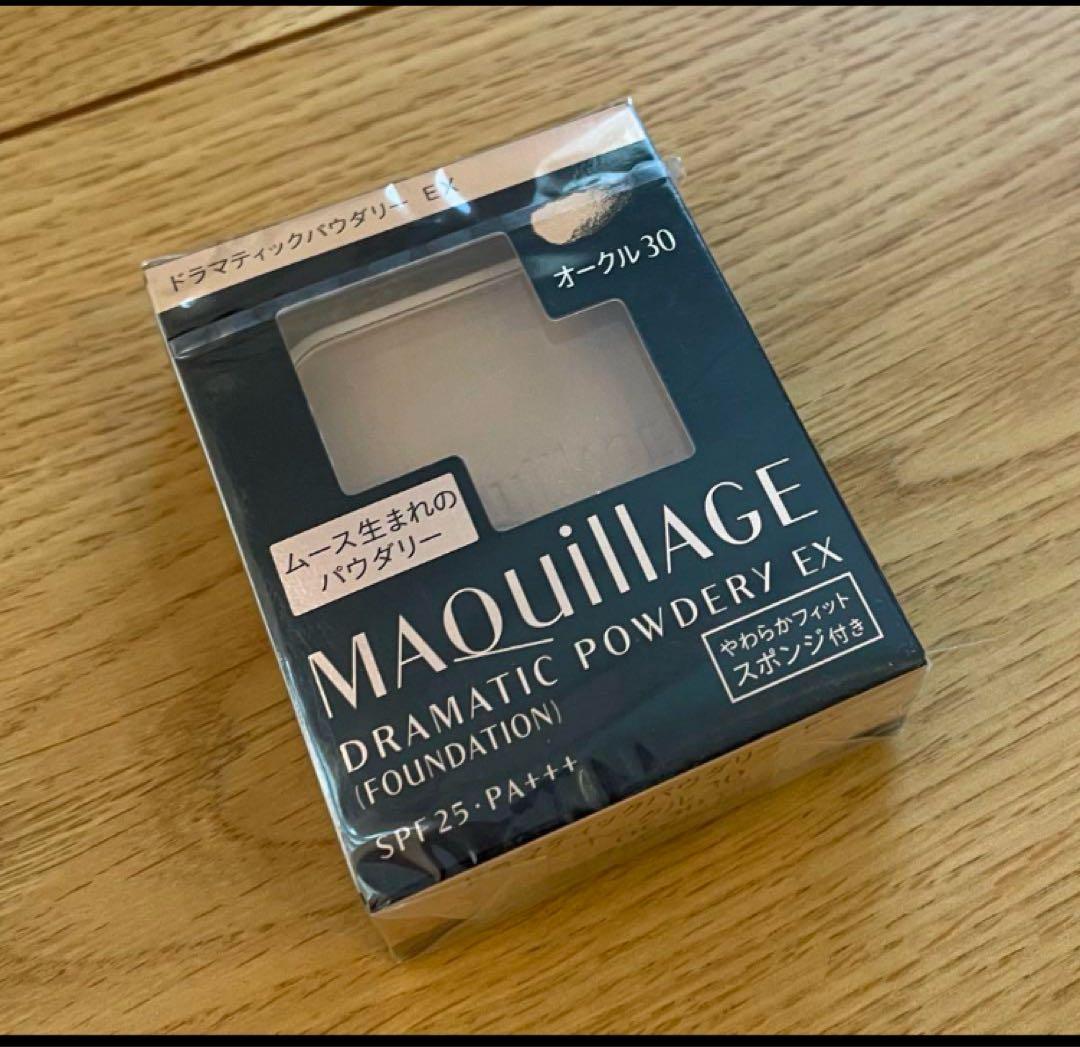 ドラマティックパウダリー EX
オークル30
ムース生まれの
パウダリー
MAQuillAGE
DRAMATIC POWDERY EX
(FOUNDATION)
やわらかフィット
スポンジ付き
SPF 25・PA+++